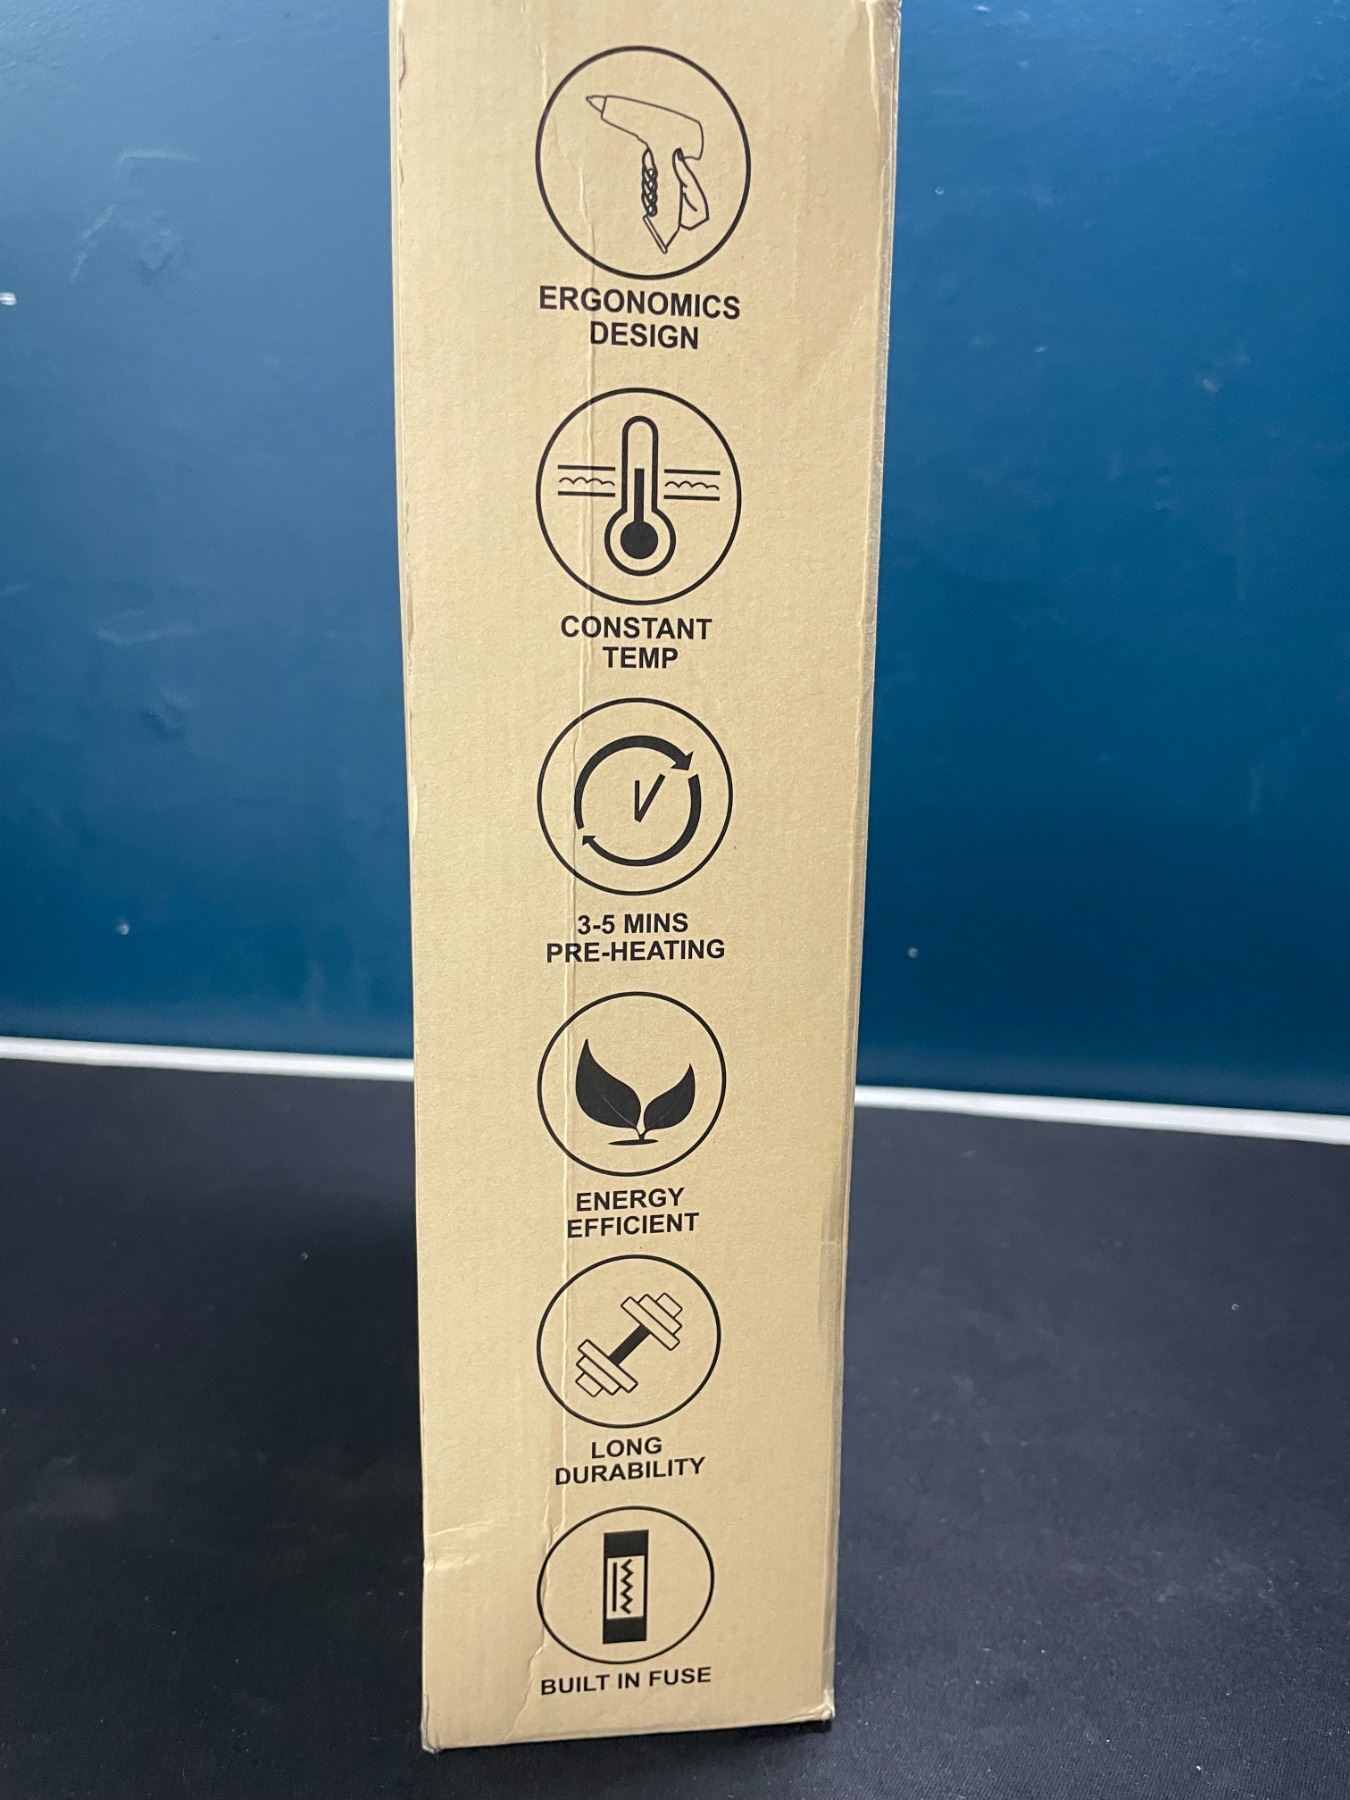 ERGONOMICS
DESIGN
CONSTANT
TEMP
V
3-5 MINS
PRE-HEATING
ENERGY
EFFICIENT
LONG
DURABILITY
BUILT IN FUSE